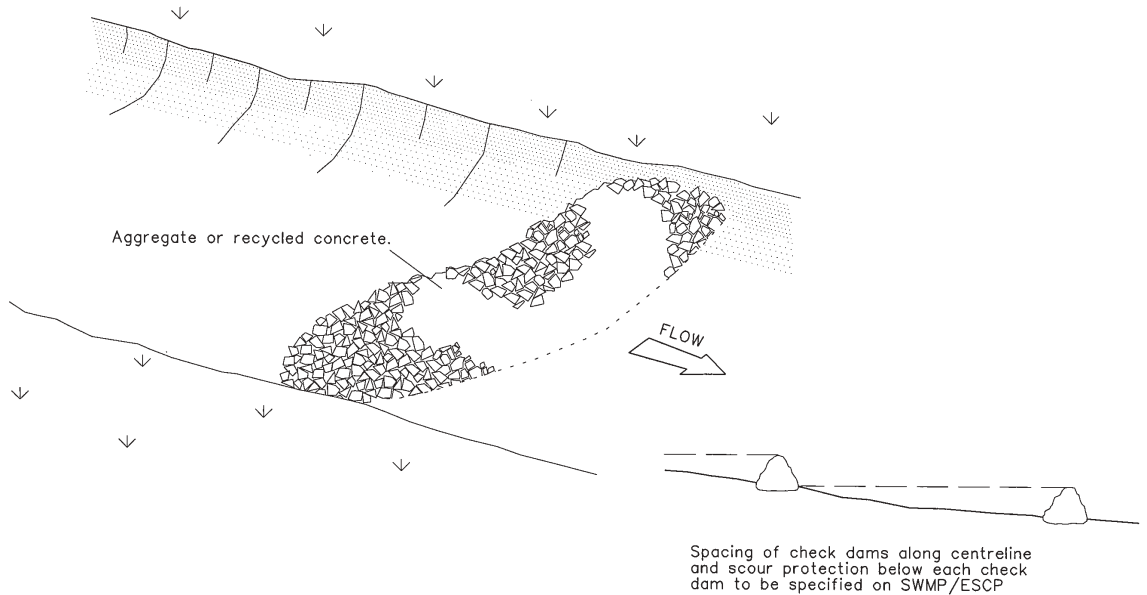 Aggregate or recycled concrete.
FLOW
Spacing of check dams along centreline
and scour protection below each check
dam to be specified on SWMP/ESCP